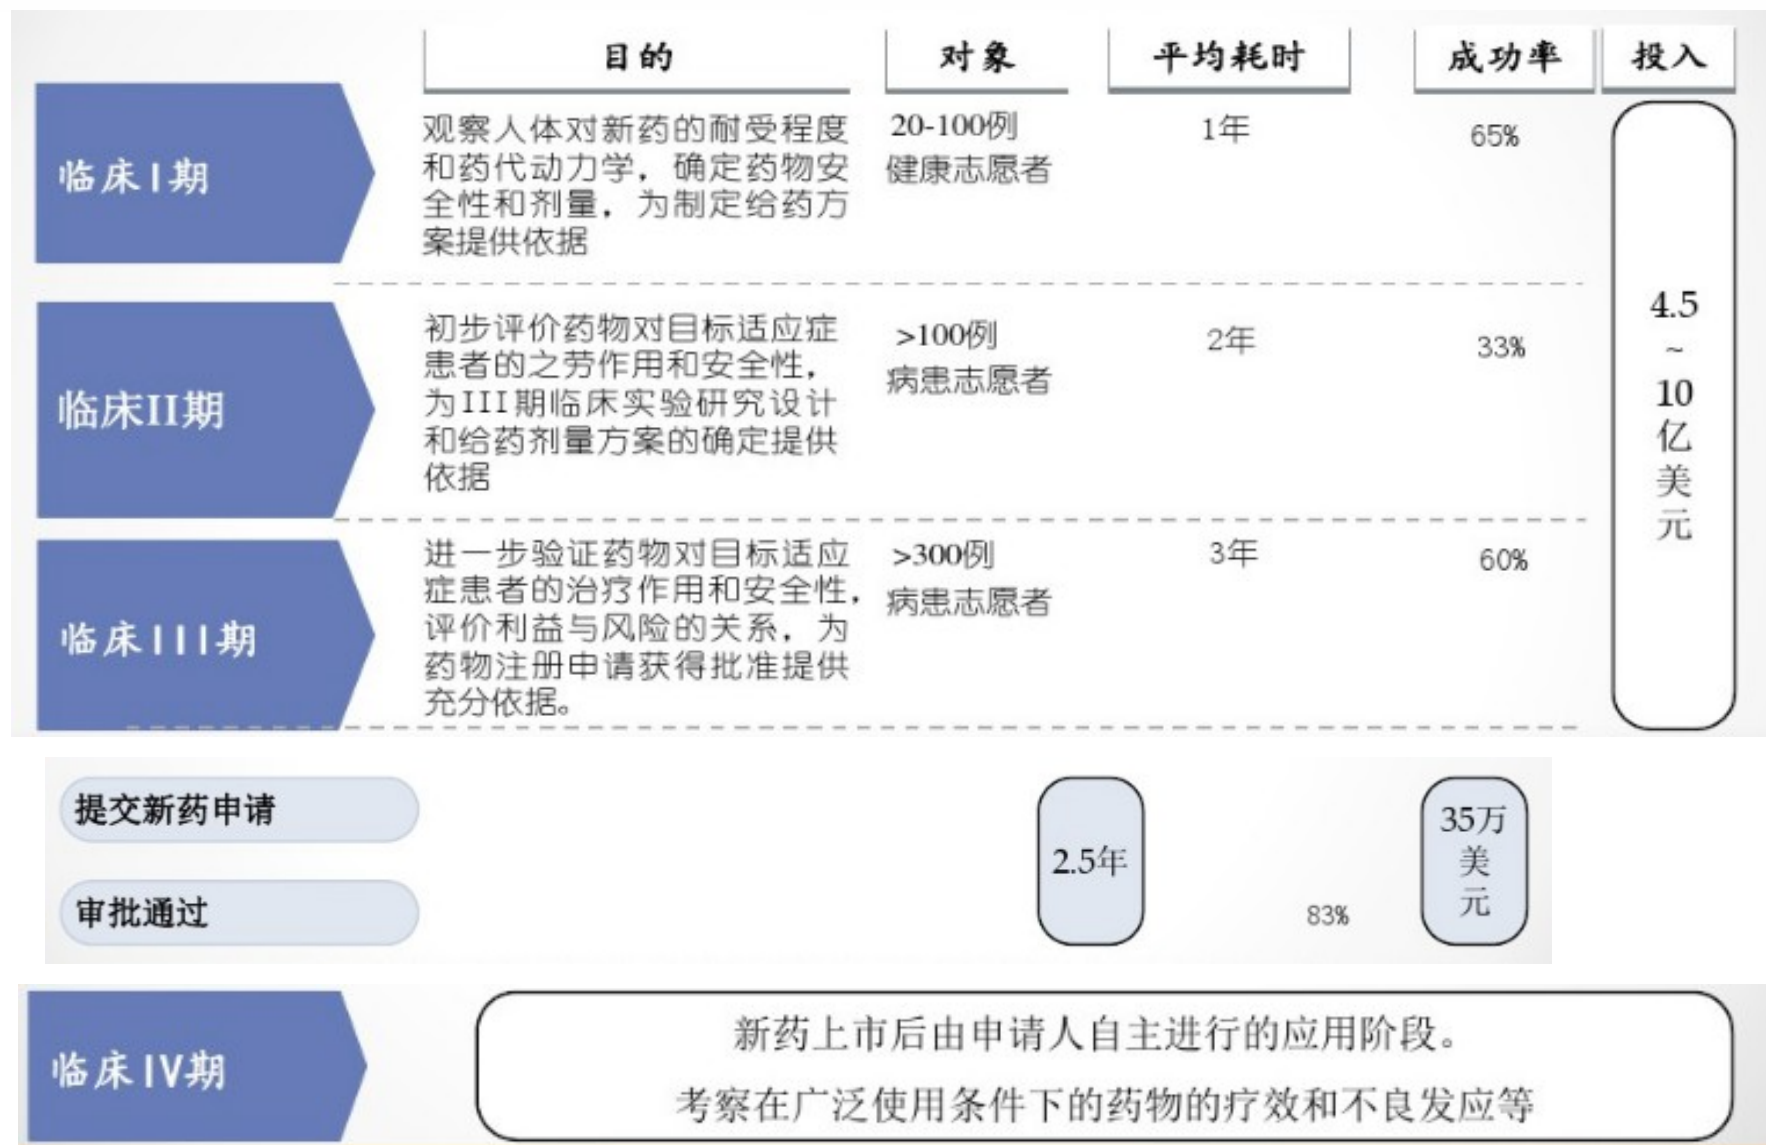 目的 对象 平均耗时 成功率 投入
临床I期
观察人体对新药的耐受程度
和药代动力学，确定药物安
全性和剂量，为制定给药方
案提供依据
20-100例
健康志愿者
1年
65%
临床II期
初步评价药物对目标适应症
患者的之劳作用和安全性，
为III期临床实验研究设计
和给药剂量方案的确定提供
依据
>100例
病患志愿者
2年
33%
临床III期
进一步验证药物对目标适应
症患者的治疗作用和安全性，
评价利益与风险的关系，为
药物注册申请获得批准提供
充分依据。
>300例
病患志愿者
3年
60%
4.5
~
10
亿
美
元
提交新药申请
审批通过
2.5年
83%
35万
美
元
临床IV期
新药上市后由申请人自主进行的应用阶段。
考察在广泛使用条件下的药物的疗效和不良发应等